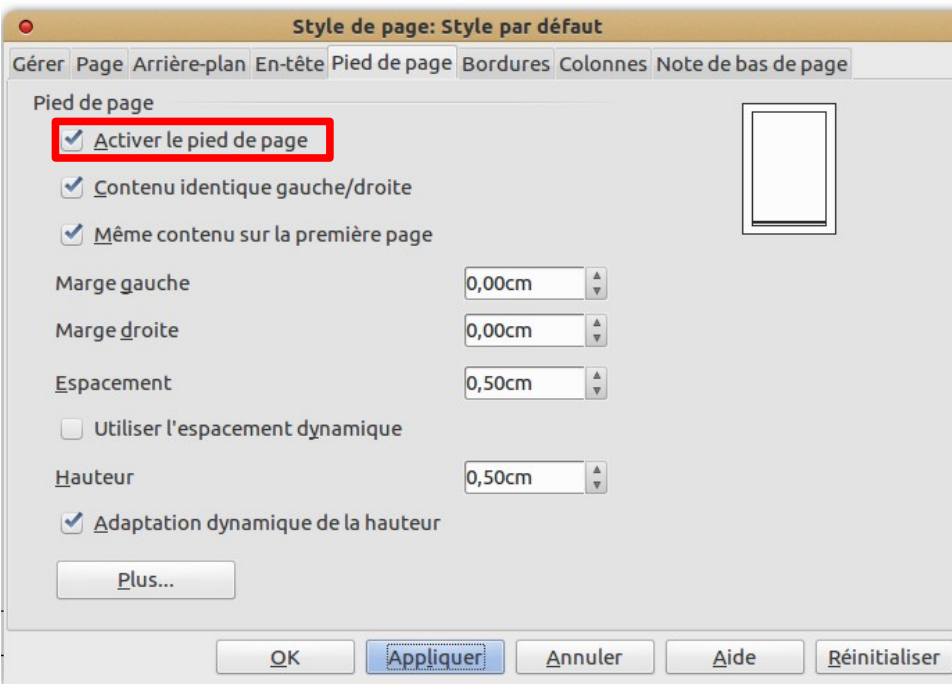 Style de page: Style par défaut
Gérer Page Arrière-plan En-tête Pied de page Bordures Colonnes Note de bas de page
Pied de page
Activer le pied de page
Contenu identique gauche/droite
Même contenu sur la première page
Marge gauche 0,00cm
Marge droite 0,00cm
Espacement 0,50cm
Utiliser l'espacement dynamique
Hauteur 0,50cm
Adaptation dynamique de la hauteur
Plus...
OK Appliquer Annuler Aide Réinitialiser